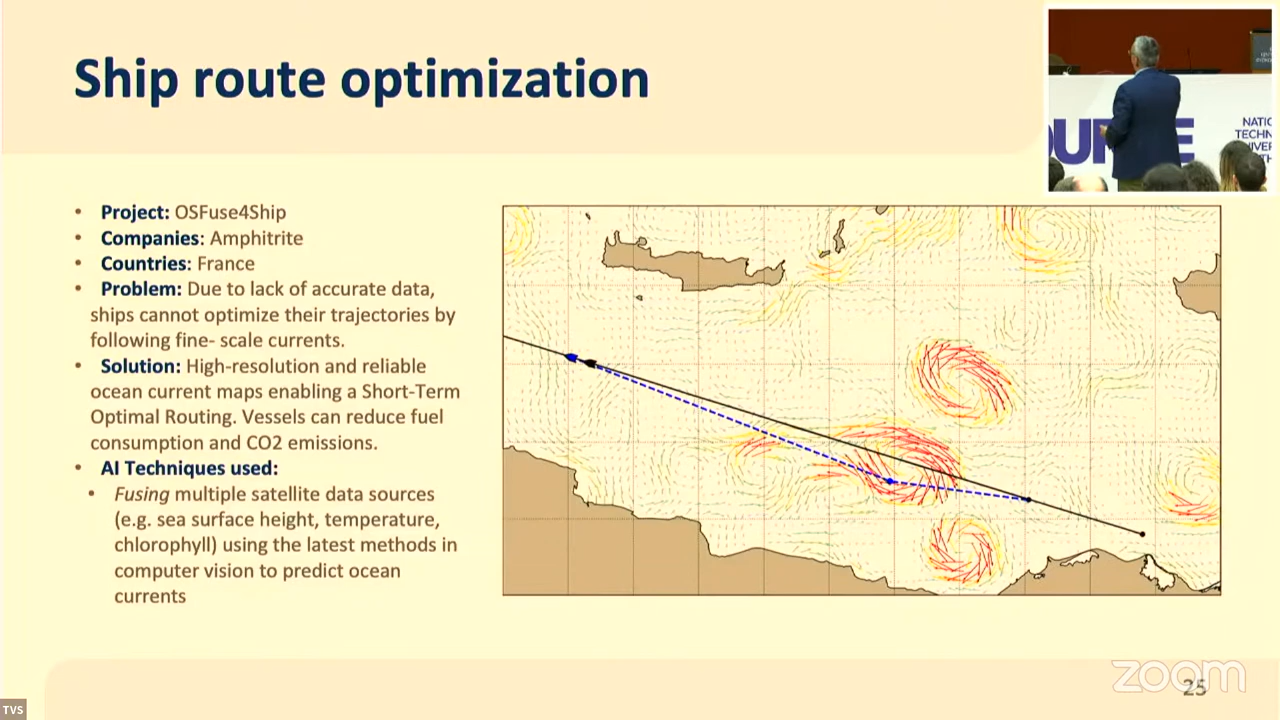 Ship route optimization
• Project: OSFuse4Ship
• Companies: Amphitrite
• Countries: France
• Problem: Due to lack of accurate data,
ships cannot optimize their trajectories by
following fine- scale currents.
• Solution: High-resolution and reliable
ocean current maps enabling a Short-Term
Optimal Routing. Vessels can reduce fuel
consumption and CO2 emissions.
• AI Techniques used:
• Fusing multiple satellite data sources
(e.g. sea surface height, temperature,
chlorophyll) using the latest methods in
computer vision to predict ocean
currents
NATIO
TECHN
zoom
25
TVS